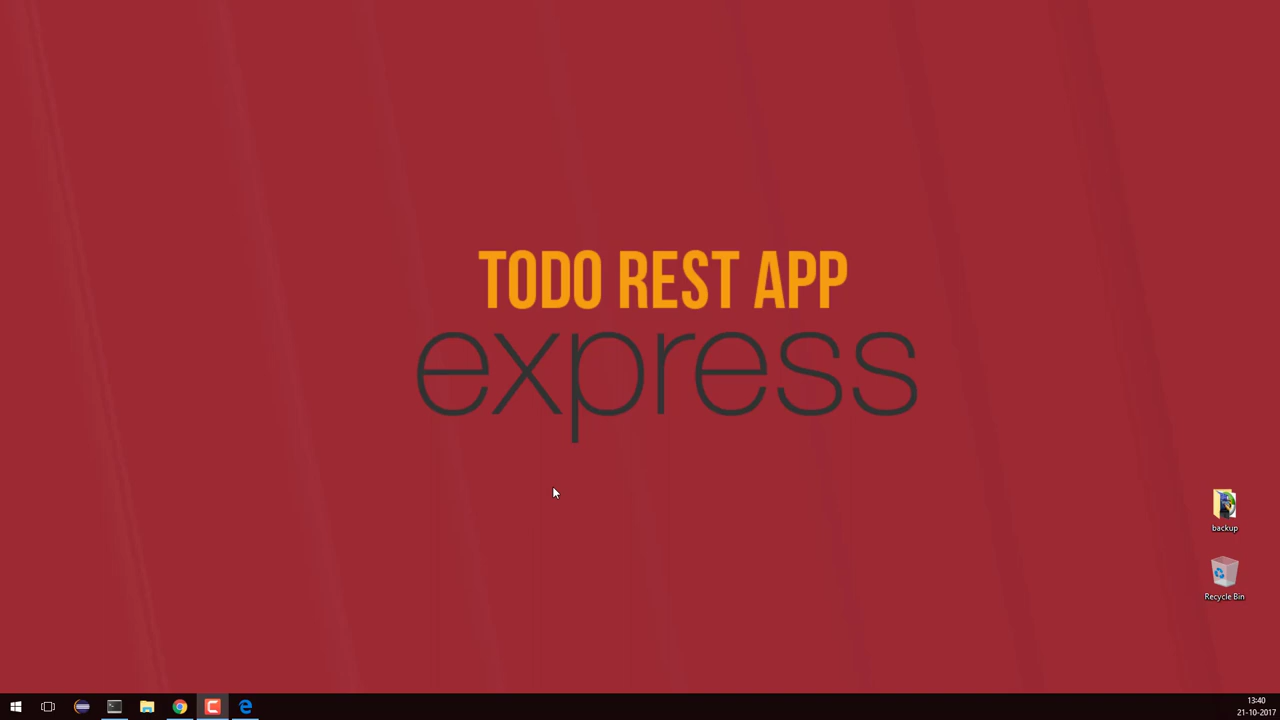 TODO REST APP
express
backup
Recycle Bin
13:40
21-10-2017